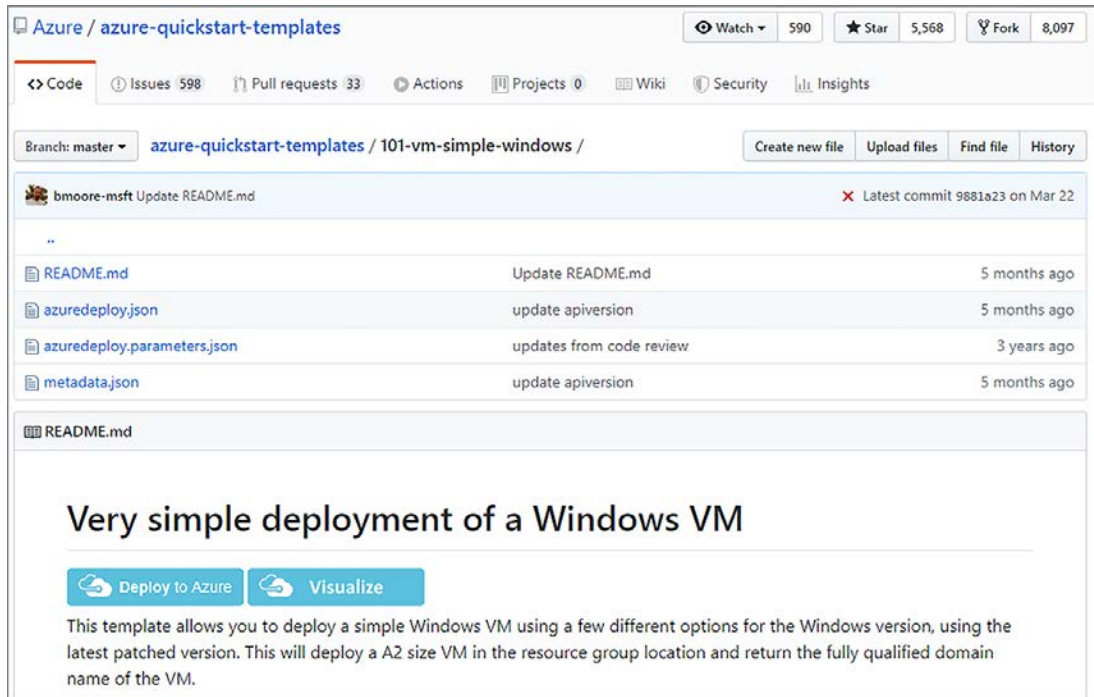 Azure / azure-quickstart-templates Watch 590 Star 5,568 Fork 8,097
<> Code Issues 598 Pull requests 33 Actions Projects 0 Wiki Security Insights
Branch: master azure-quickstart-templates / 101-vm-simple-windows / Create new file Upload files Find file History
bmoore-msft Update README.md Latest commit 9881a23 on Mar 22
..
README.md Update README.md 5 months ago
azuredeploy.json update apiversion 5 months ago
azuredeploy.parameters.json updates from code review 3 years ago
metadata.json update apiversion 5 months ago
README.md
Very simple deployment of a Windows VM
Deploy to Azure Visualize
This template allows you to deploy a simple Windows VM using a few different options for the Windows version, using the
latest patched version. This will deploy a A2 size VM in the resource group location and return the fully qualified domain
name of the VM.